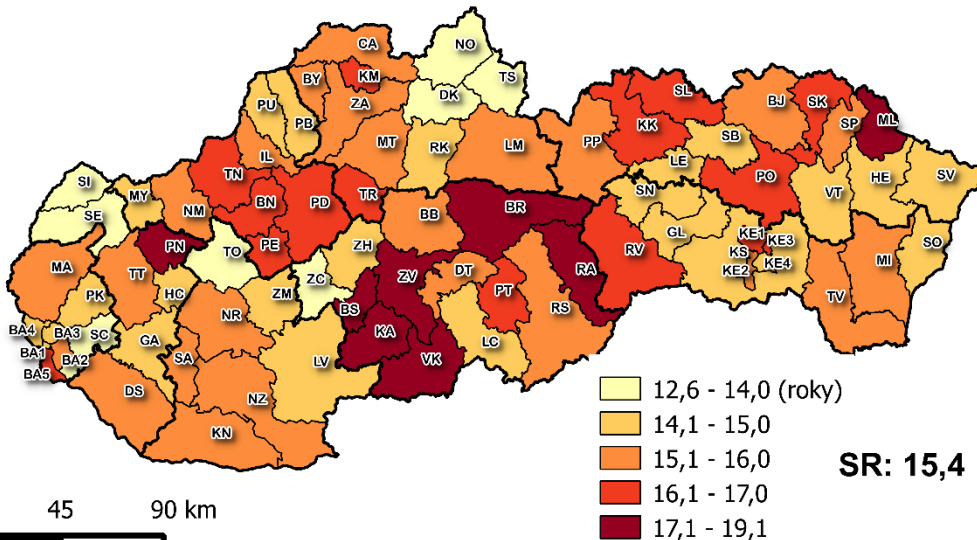 CA
NO
BY
KM
TS
PU
DK
ZA
PB
SL
BJ
SK
ML
KK
SP
MT
RK
LM
PP
SB
IL
LE
TN
HE
SV
SI
MY
BN
PD
TR
PO
VT
NM
SN
SE
BB
BR
GL
SO
PN
PE
ZH
RV
KE1
KE3
TO
KS
MA
TT
ZV
DT
RA
KE2
KE4
MI
PK
HC
ZM
ZC
PT
TV
BS
RS
BA4
BA3
SC
GA
NR
KA
LC
BA1
BA2
SA
LV
VK
BA5
DS
NZ
KN
12,6 - 14,0 (roky)
14,1 - 15,0
15,1 - 16,0
16,1 - 17,0
17,1 - 19,1
SR: 15,4
45 90 km